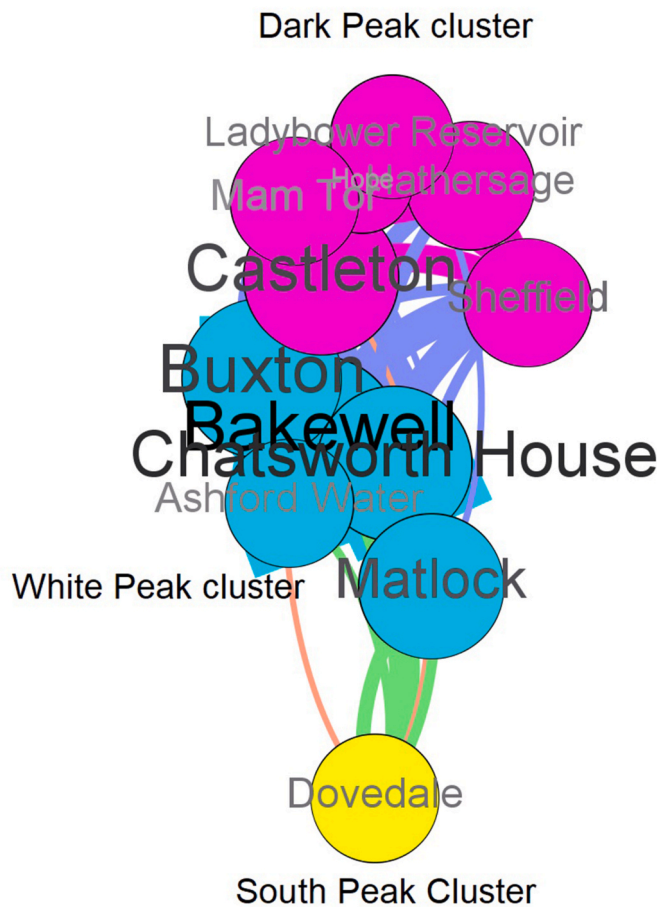 Dark Peak cluster
Ladybower Reservoir
Hope
Hathersage
Mam Tor
Castleton
Sheffield
Buxton
Bakewell
Chatsworth House
Ashford Water
White Peak cluster
Matlock
Dovedale
South Peak Cluster